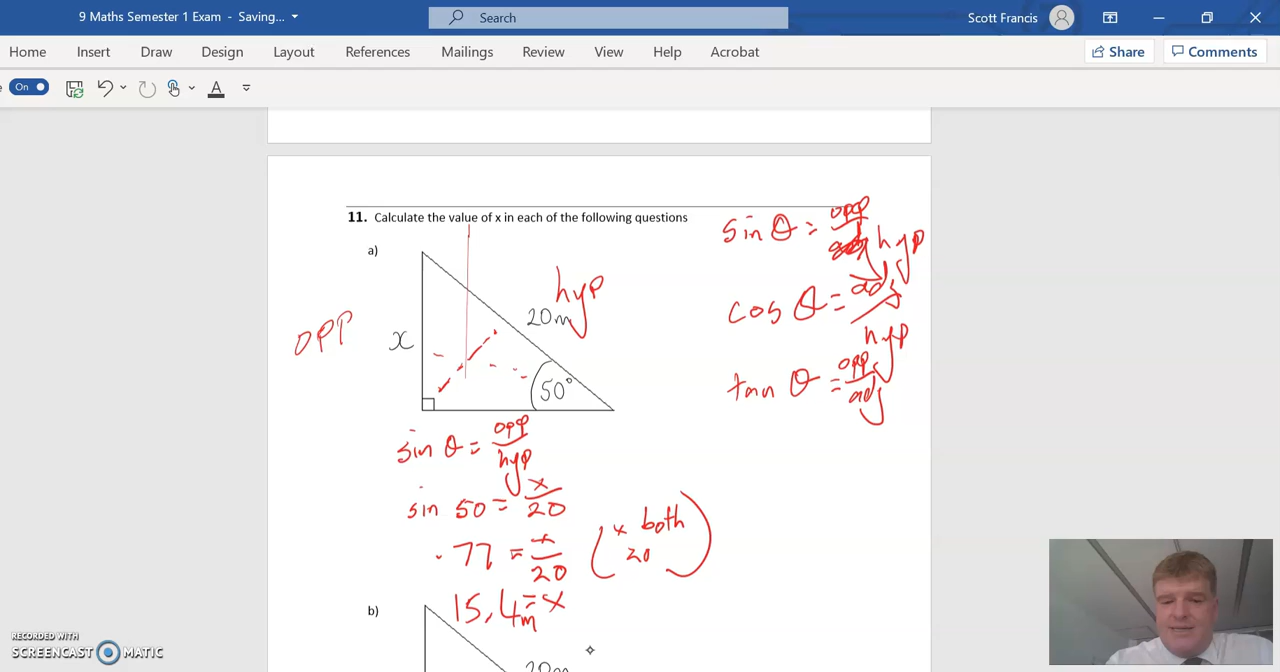 9 Maths Semester 1 Exam - Saving...
Search
Scott Francis
Home Insert Draw Design Layout References Mailings Review View Help Acrobat
Share Comments
On A
11. Calculate the value of x in each of the following questions
a)
sin θ = opp
hyp
cos θ = adj
hyp
tan θ = opp
adj
hyp
20m
opp
x
50°
sin θ = opp
hyp
sin 50 = x
20
.77 = x
20
(x both
20)
15.4m = x
b)
20m
RECORDED WITH
SCREENCAST MATIC